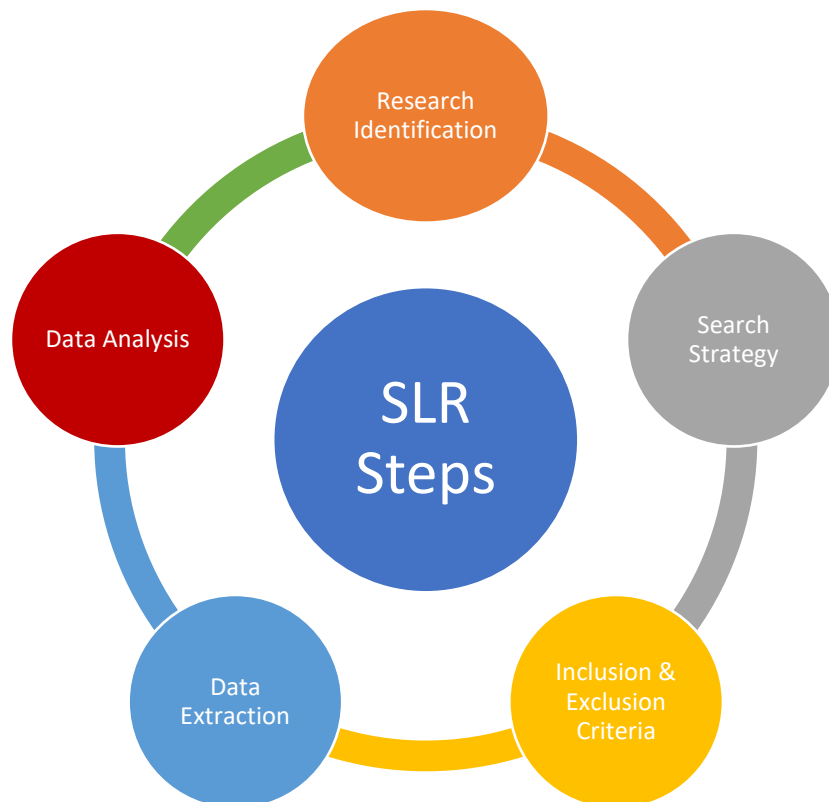 Research
Identification
Search
Strategy
Inclusion &
Exclusion
Criteria
Data
Extraction
Data Analysis
SLR
Steps